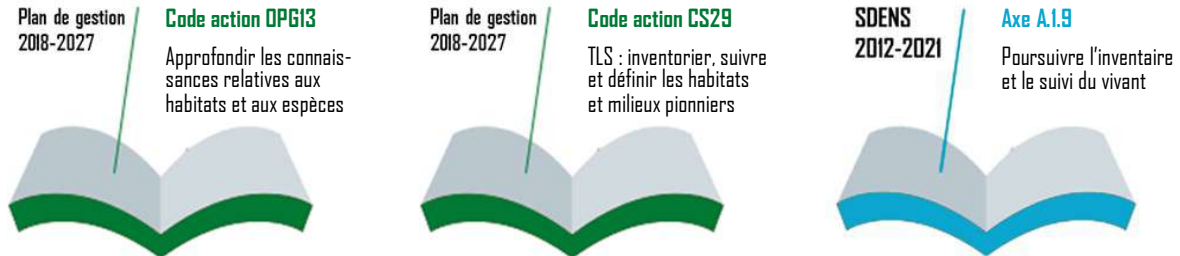 Plan de gestion
2018-2027
Code action OPG13
Approfondir les connais-
sances relatives aux
habitats et aux espèces
Plan de gestion
2018-2027
Code action CS29
TLS : inventorier, suivre
et définir les habitats
et milieux pionniers
SDENS
2012-2021
Axe A.1.9
Poursuivre l'inventaire
et le suivi du vivant